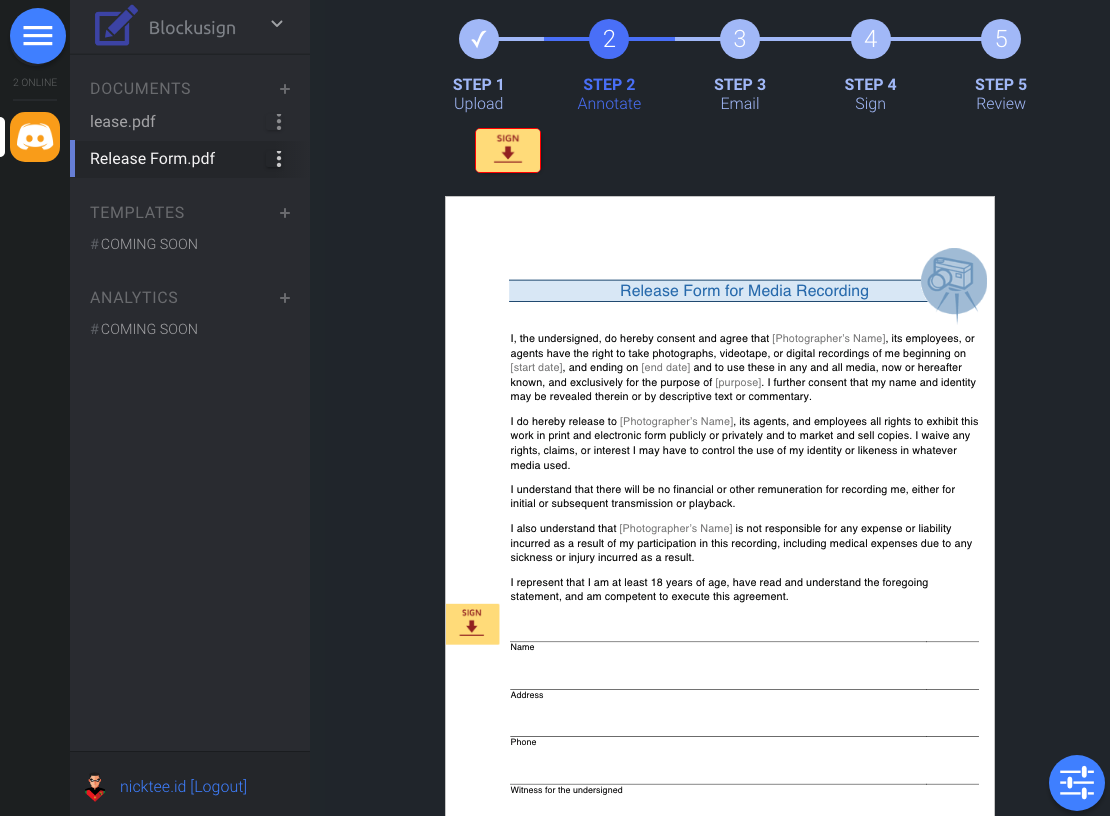 Blockusign
2 ONLINE
DOCUMENTS +
lease.pdf
Release Form.pdf
TEMPLATES +
#COMING SOON
ANALYTICS +
#COMING SOON
nicktee.id [Logout]
✓ 2 3 4 5
STEP 1 STEP 2 STEP 3 STEP 4 STEP 5
Upload Annotate Email Sign Review
SIGN
Release Form for Media Recording
I, the undersigned, do hereby consent and agree that [Photographer's Name], its employees, or
agents have the right to take photographs, videotape, or digital recordings of me beginning on
[start date], and ending on [end date] and to use these in any and all media, now or hereafter
known, and exclusively for the purpose of [purpose]. I further consent that my name and identity
may be revealed therein or by descriptive text or commentary.
I do hereby release to [Photographer's Name], its agents, and employees all rights to exhibit this
work in print and electronic form publicly or privately and to market and sell copies. I waive any
rights, claims, or interest I may have to control the use of my identity or likeness in whatever
media used.
I understand that there will be no financial or other remuneration for recording me, either for
initial or subsequent transmission or playback.
I also understand that [Photographer's Name] is not responsible for any expense or liability
incurred as a result of my participation in this recording, including medical expenses due to any
sickness or injury incurred as a result.
I represent that I am at least 18 years of age, have read and understand the foregoing
statement, and am competent to execute this agreement.
SIGN
Name
Address
Phone
Witness for the undersigned